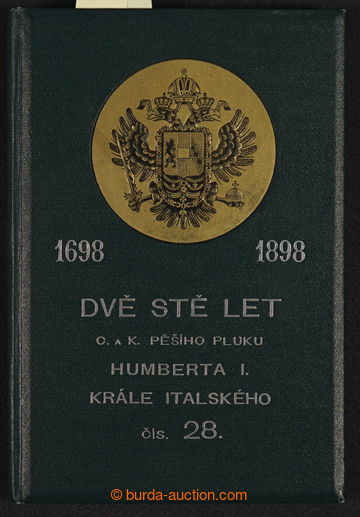 1698 1898
DVĚ STĚ LET
C. A K. PĚŠÍHO PLUKU
HUMBERTA I.
KRÁLE ITALSKÉHO
čís. 28.
© burda-auction.com